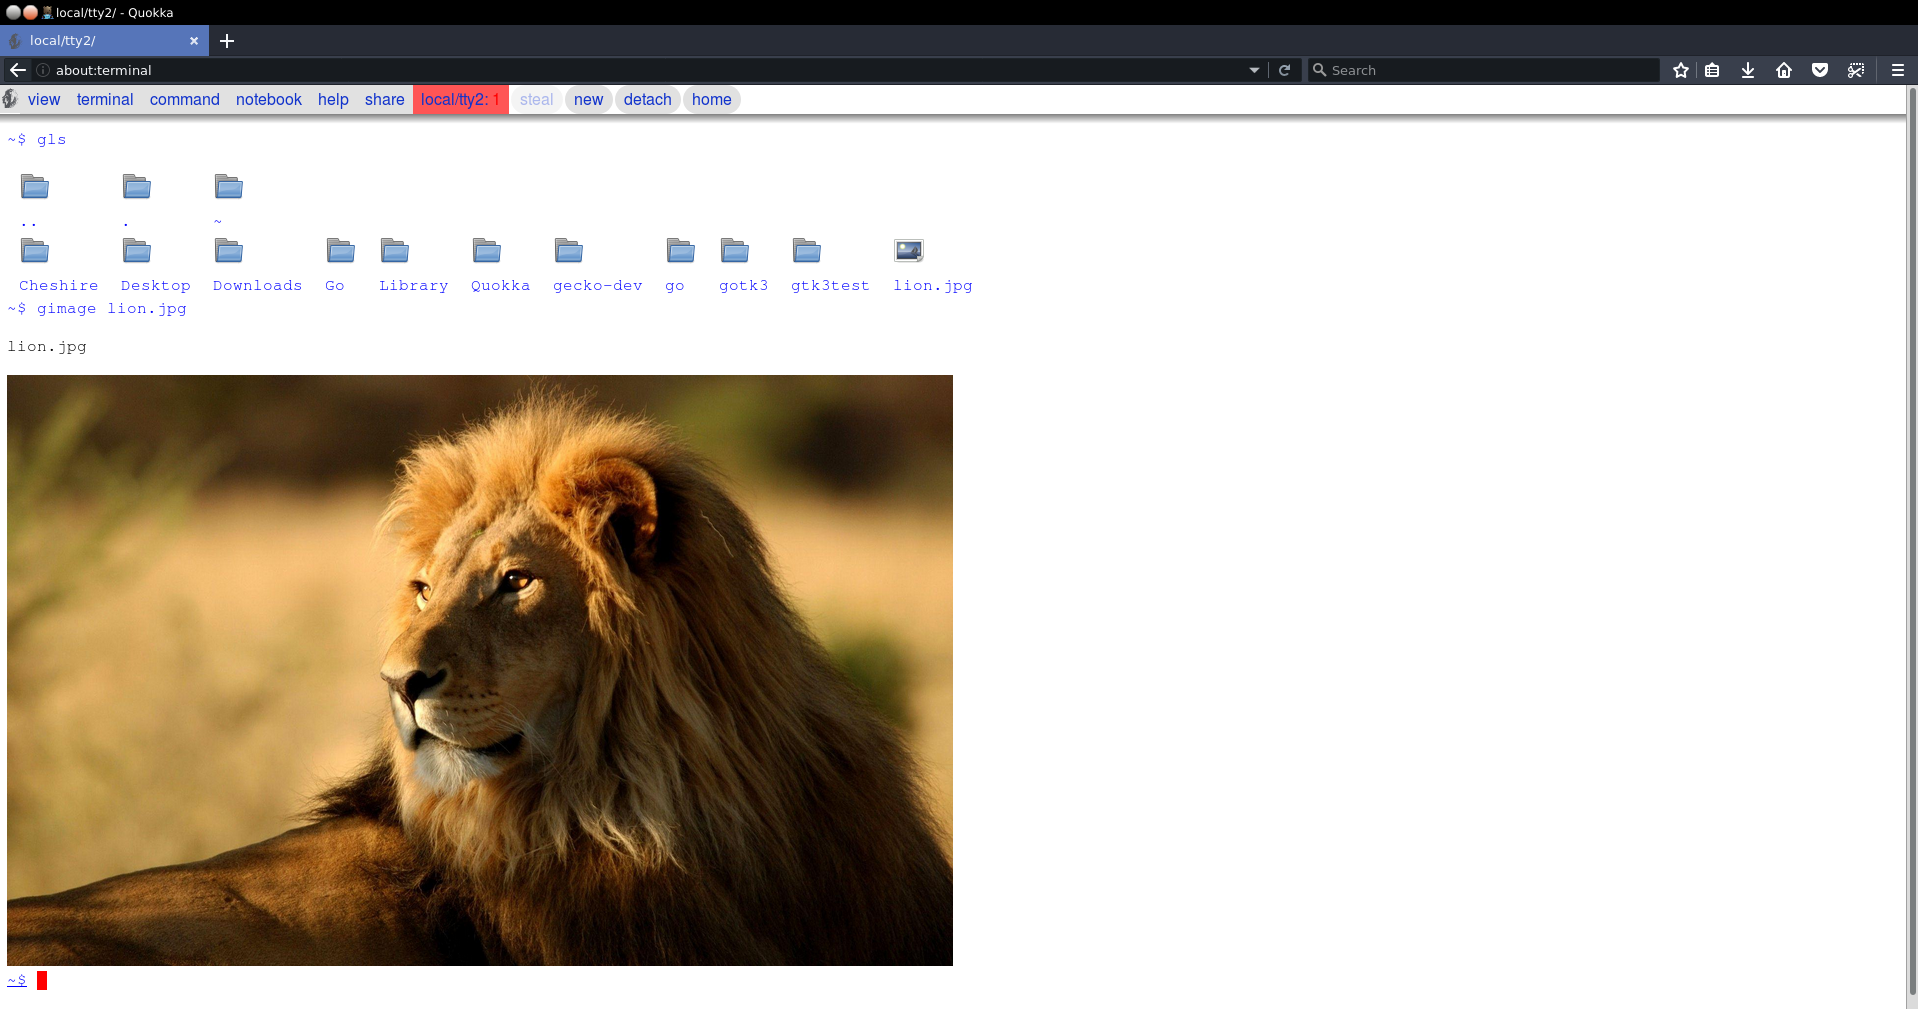 local/tty2/ - Quokka
local/tty2/
about:terminal
Search
view terminal command notebook help share local/tty2: 1 steal new detach home
~$ gls
.. . ~
Cheshire Desktop Downloads Go Library Quokka gecko-dev go gotk3 gtk3test lion.jpg
~$ gimage lion.jpg
lion.jpg
~$